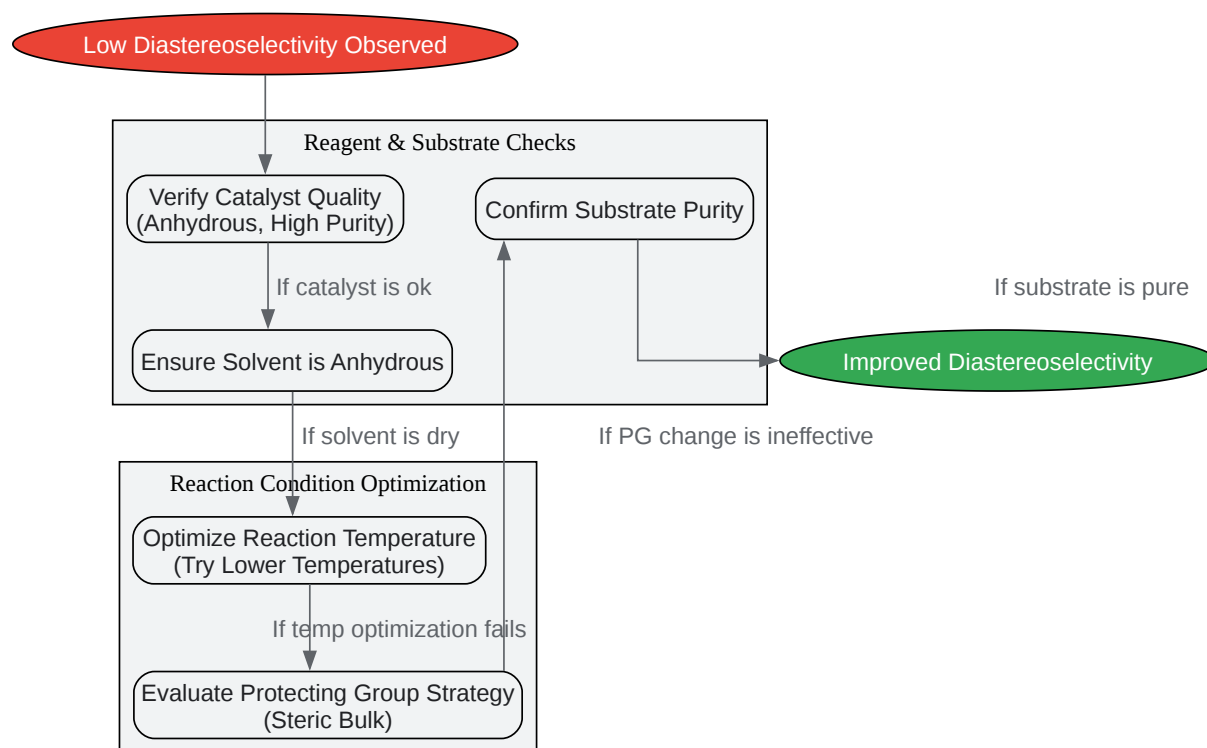 Low Diastereoselectivity Observed
Reagent & Substrate Checks
Verify Catalyst Quality
(Anhydrous, High Purity)
Confirm Substrate Purity
If catalyst is ok
If substrate is pure
Ensure Solvent is Anhydrous
Improved Diastereoselectivity
If solvent is dry
If PG change is ineffective
Reaction Condition Optimization
Optimize Reaction Temperature
(Try Lower Temperatures)
If temp optimization fails
Evaluate Protecting Group Strategy
(Steric Bulk)